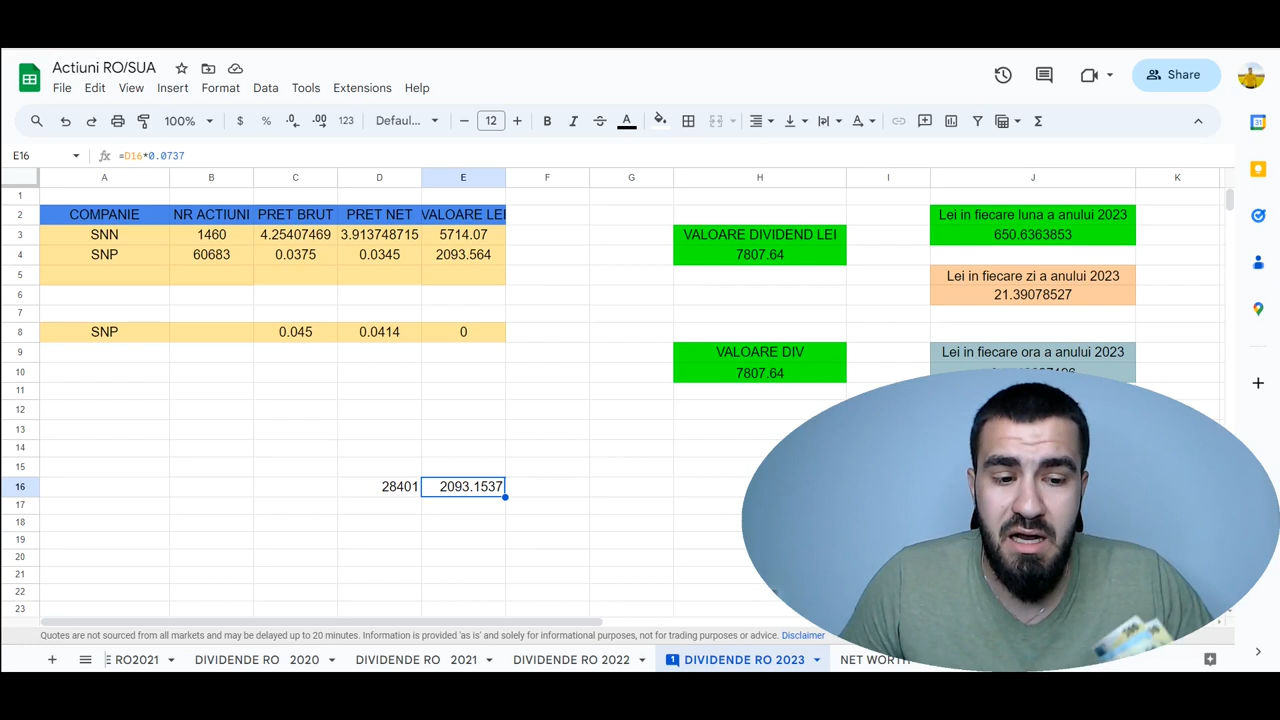 Actiuni RO/SUA
File Edit View Insert Format Data Tools Extensions Help
Share
100% $ % .0 .00 123 Defaul... 12 B I A Σ
E16 fx =D16*0.0737
A B C D E F G H I J K
1
2 COMPANIE NR ACTIUNI PRET BRUT PRET NET VALOARE LEI Lei in fiecare luna a anului 2023
3 SNN 1460 4.25407469 3.913748715 5714.07 VALOARE DIVIDEND LEI 650.6363853
4 SNP 60683 0.0375 0.0345 2093.564 7807.64
5 Lei in fiecare zi a anului 2023
6 21.39078527
7
8 SNP 0.045 0.0414 0
9 VALOARE DIV Lei in fiecare ora a anului 2023
10 7807.64
11
12
13
14
15
16 28401 2093.1537
17
18
19
20
21
22
23
Quotes are not sourced from all markets and may be delayed up to 20 minutes. Information is provided 'as is' and solely for informational purposes, not for trading purposes or advice. Disclaimer
E RO2021 DIVIDENDE RO 2020 DIVIDENDE RO 2021 DIVIDENDE RO 2022 1 DIVIDENDE RO 2023 NET WORTH